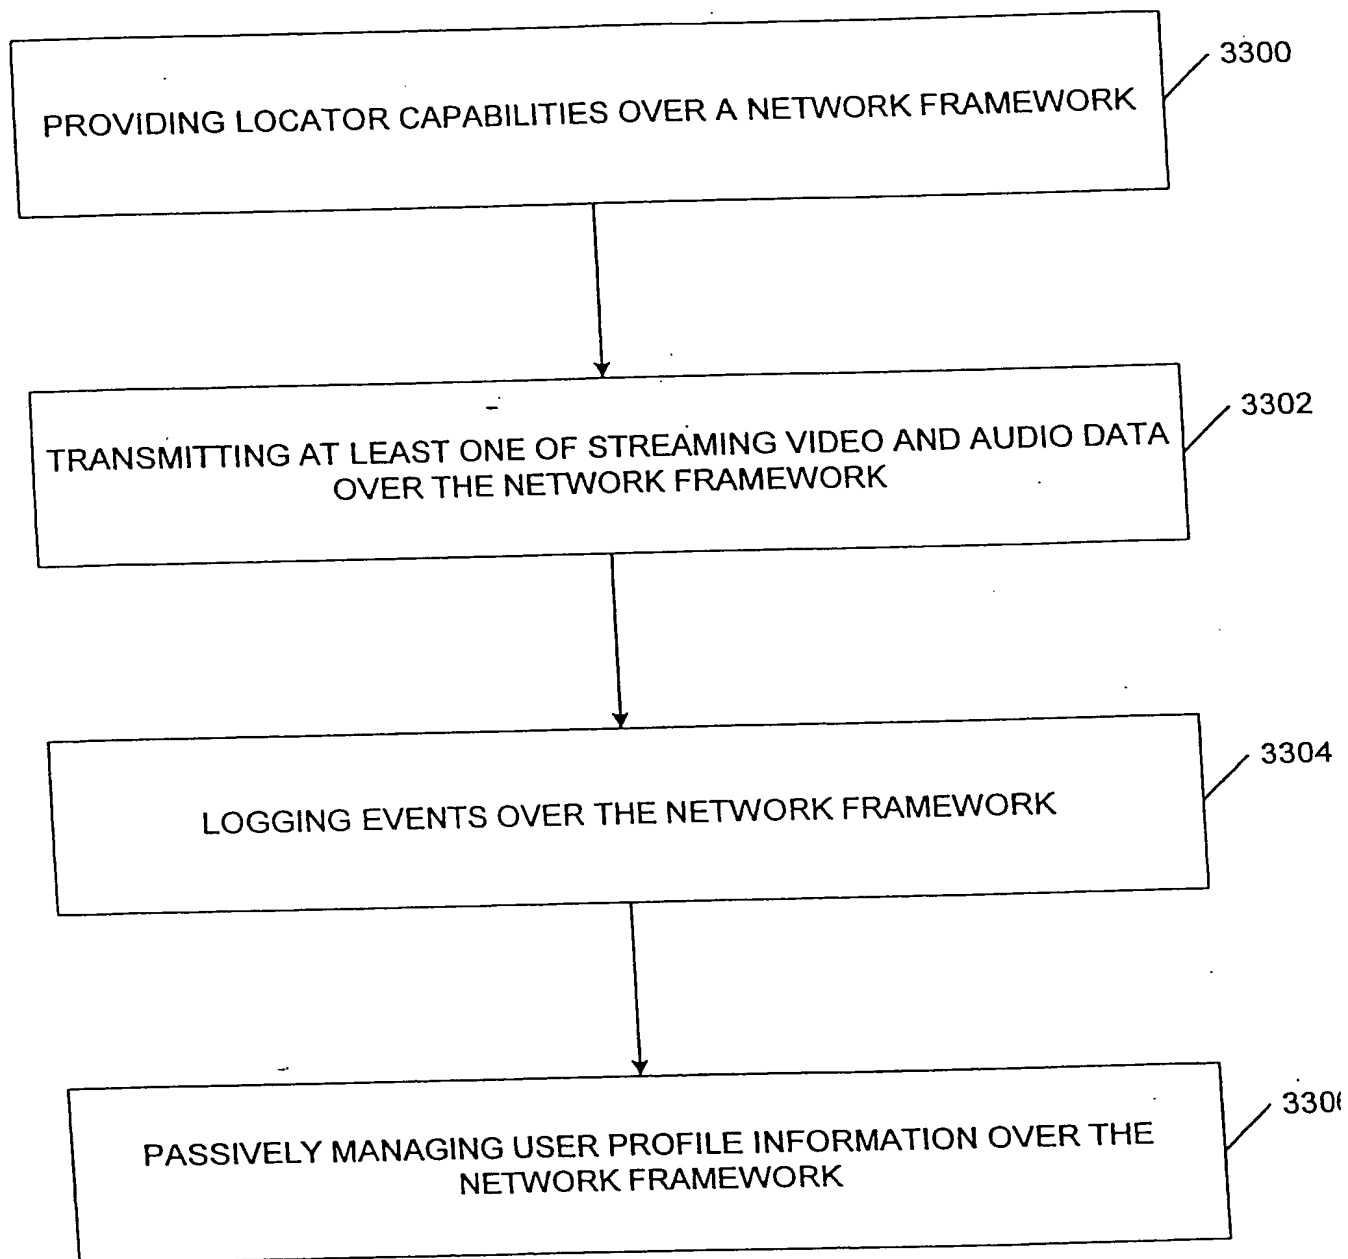 PROVIDING LOCATOR CAPABILITIES OVER A NETWORK FRAMEWORK
3300
TRANSMITTING AT LEAST ONE OF STREAMING VIDEO AND AUDIO DATA
OVER THE NETWORK FRAMEWORK
3302
LOGGING EVENTS OVER THE NETWORK FRAMEWORK
3304
PASSIVELY MANAGING USER PROFILE INFORMATION OVER THE
NETWORK FRAMEWORK